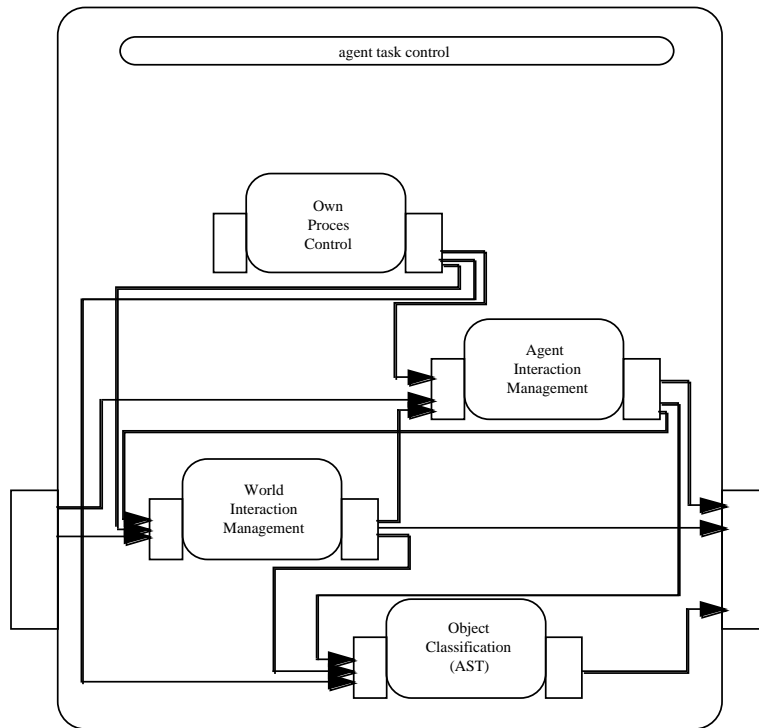 agent task control
Own
Proces
Control
Agent
Interaction
Management
World
Interaction
Management
Object
Classification
(AST)